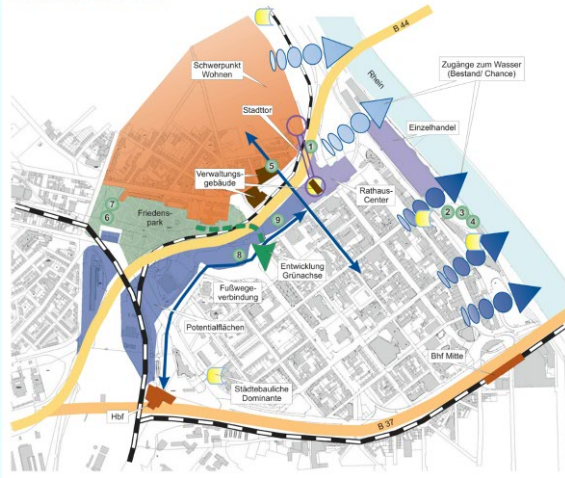 B 44
Schwerpunkt
Wohnen
Rhein
Zugänge zum Wasser
(Bestand/ Chance)
Stadttor
Einzelhandel
1
5
Verwaltungs-
gebäude
Rathaus-
Center
7
6
Friedens-
park
2
3
4
9
8
Entwicklung
Grünachse
Fußwege-
verbindung
Potentialflächen
Bhf Mitte
Städtebauliche
Dominante
Hbf
B 37